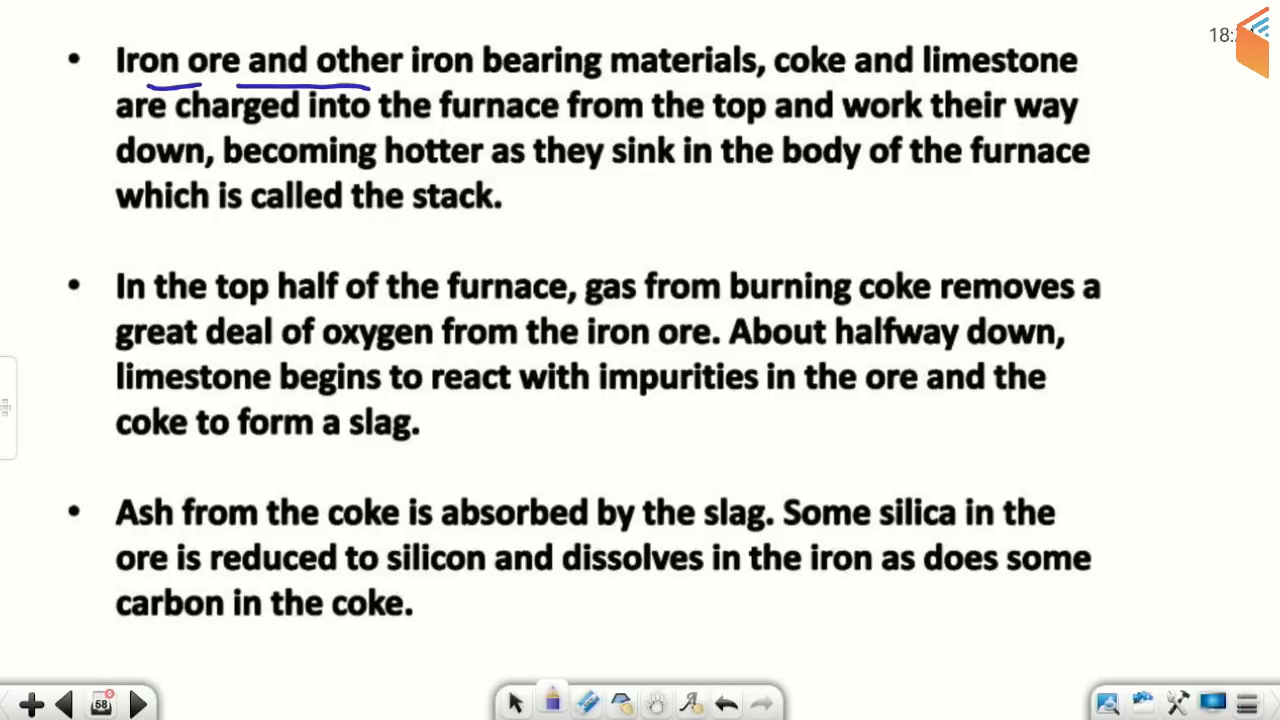 18:
• Iron ore and other iron bearing materials, coke and limestone
are charged into the furnace from the top and work their way
down, becoming hotter as they sink in the body of the furnace
which is called the stack.
• In the top half of the furnace, gas from burning coke removes a
great deal of oxygen from the iron ore. About halfway down,
limestone begins to react with impurities in the ore and the
coke to form a slag.
• Ash from the coke is absorbed by the slag. Some silica in the
ore is reduced to silicon and dissolves in the iron as does some
carbon in the coke.
58